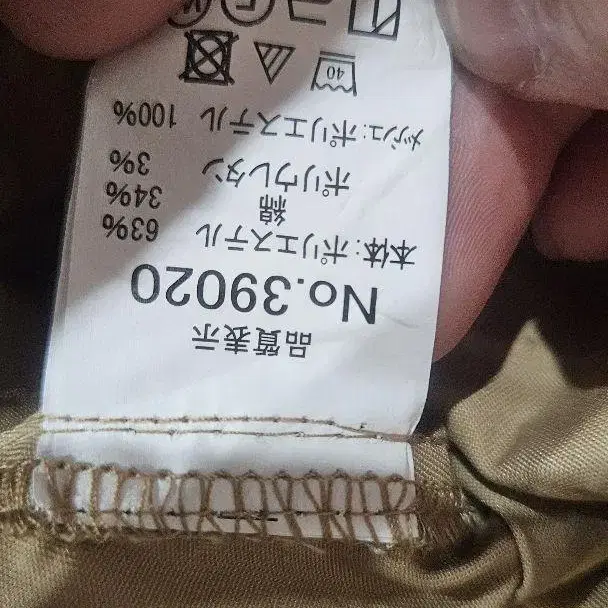 品質表示
No.39020
本体:ポリエステル 63%
綿 34%
ポリウレタン 3%
メッシュ:ポリエステル 100%
40